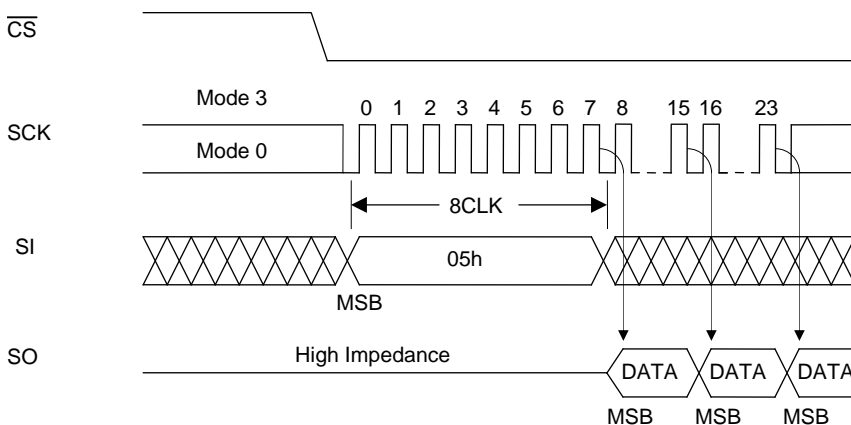 CS
Mode 3
0 1 2 3 4 5 6 7 8 15 16 23
SCK
Mode 0
8CLK
SI
05h
MSB
SO
High Impedance
DATA DATA DATA
MSB MSB MSB